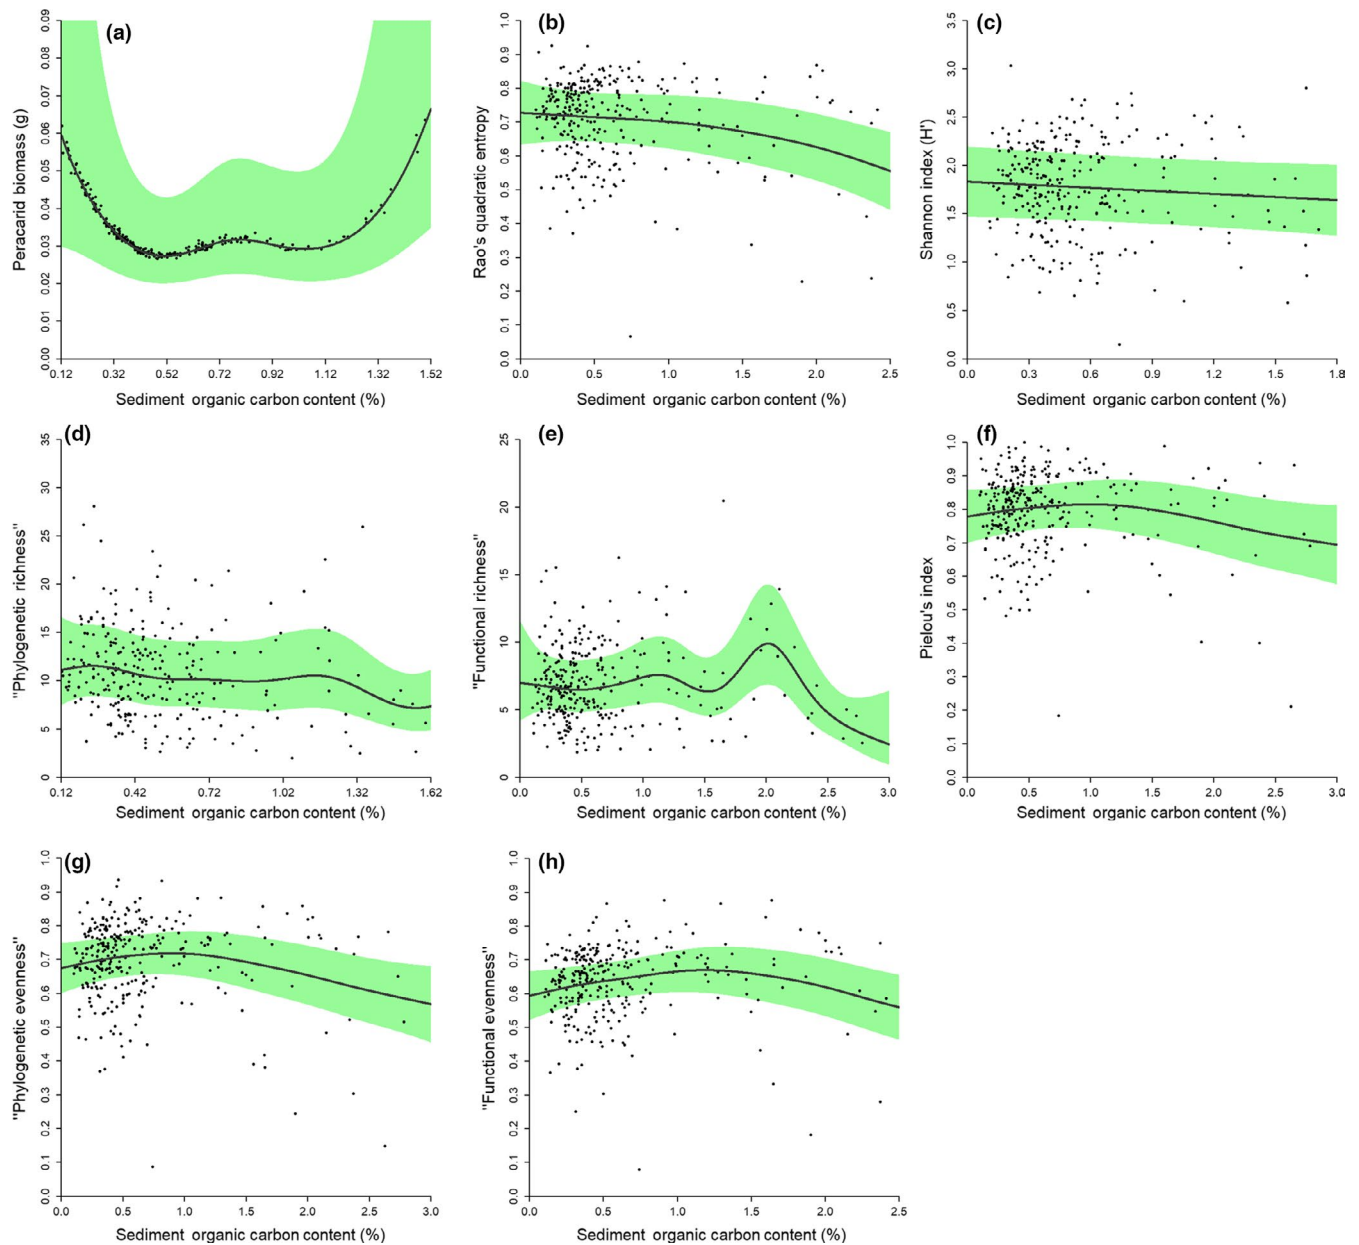 (a)
Peracarid biomass (g)
0.00 0.01 0.02 0.03 0.04 0.05 0.06 0.07 0.08 0.09
0.12 0.32 0.52 0.72 0.92 1.12 1.32 1.52
Sediment organic carbon content (%)
(b)
Rao's quadratic entropy
0.0 0.1 0.2 0.3 0.4 0.5 0.6 0.7 0.8 0.9 1.0
0.0 0.5 1.0 1.5 2.0 2.5
Sediment organic carbon content (%)
(c)
Shannon index (H')
0.0 0.5 1.0 1.5 2.0 2.5 3.0 3.5
0.0 0.3 0.6 0.9 1.2 1.5 1.8
Sediment organic carbon content (%)
(d)
"Phylogenetic richness"
0 5 10 15 20 25 30 35
0.12 0.42 0.72 1.02 1.32 1.62
Sediment organic carbon content (%)
(e)
"Functional richness"
0 5 10 15 20 25
0.0 0.5 1.0 1.5 2.0 2.5 3.0
Sediment organic carbon content (%)
(f)
Pielou's index
0.0 0.1 0.2 0.3 0.4 0.5 0.6 0.7 0.8 0.9 1.0
0.0 0.5 1.0 1.5 2.0 2.5 3.0
Sediment organic carbon content (%)
(g)
"Phylogenetic evenness"
0.0 0.1 0.2 0.3 0.4 0.5 0.6 0.7 0.8 0.9 1.0
0.0 0.5 1.0 1.5 2.0 2.5 3.0
Sediment organic carbon content (%)
(h)
"Functional evenness"
0.0 0.1 0.2 0.3 0.4 0.5 0.6 0.7 0.8 0.9 1.0
0.0 0.5 1.0 1.5 2.0 2.5
Sediment organic carbon content (%)